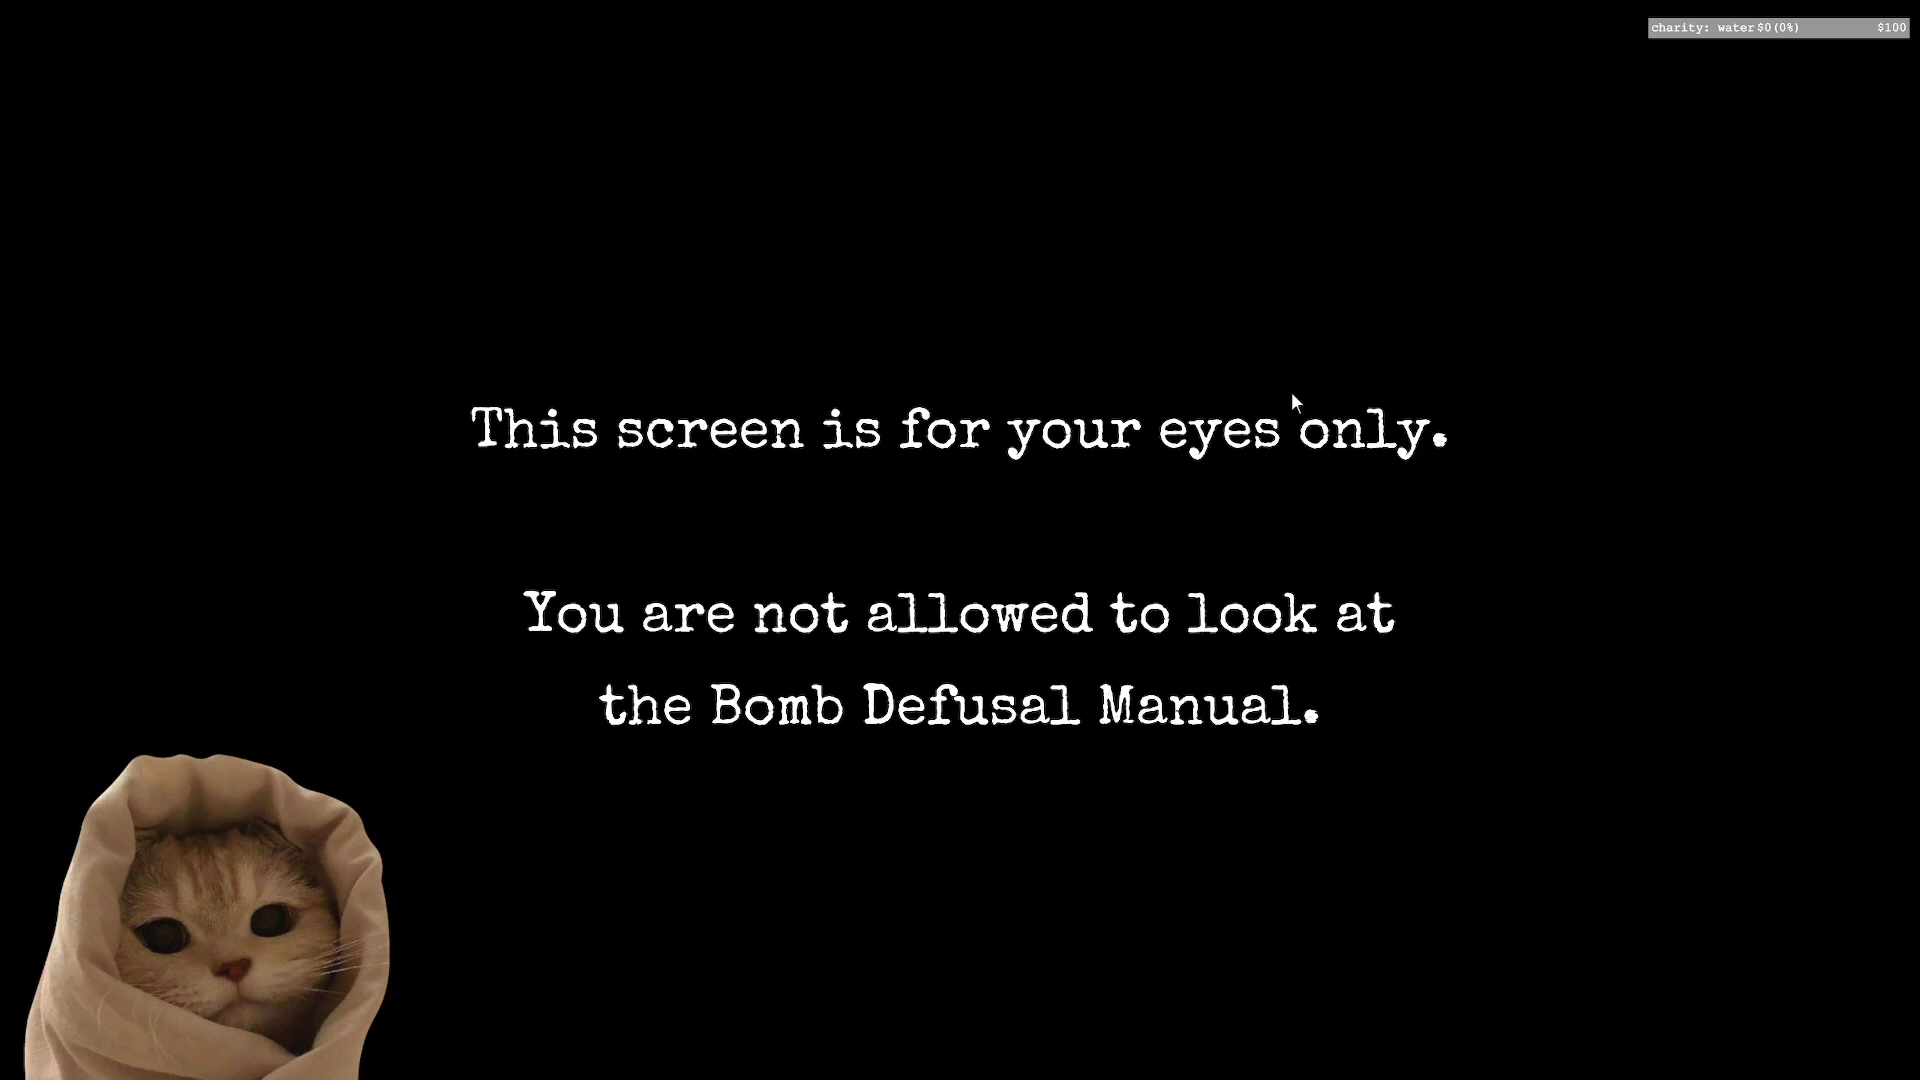 charity: water $0(0%) $100
This screen is for your eyes only.
You are not allowed to look at
the Bomb Defusal Manual.